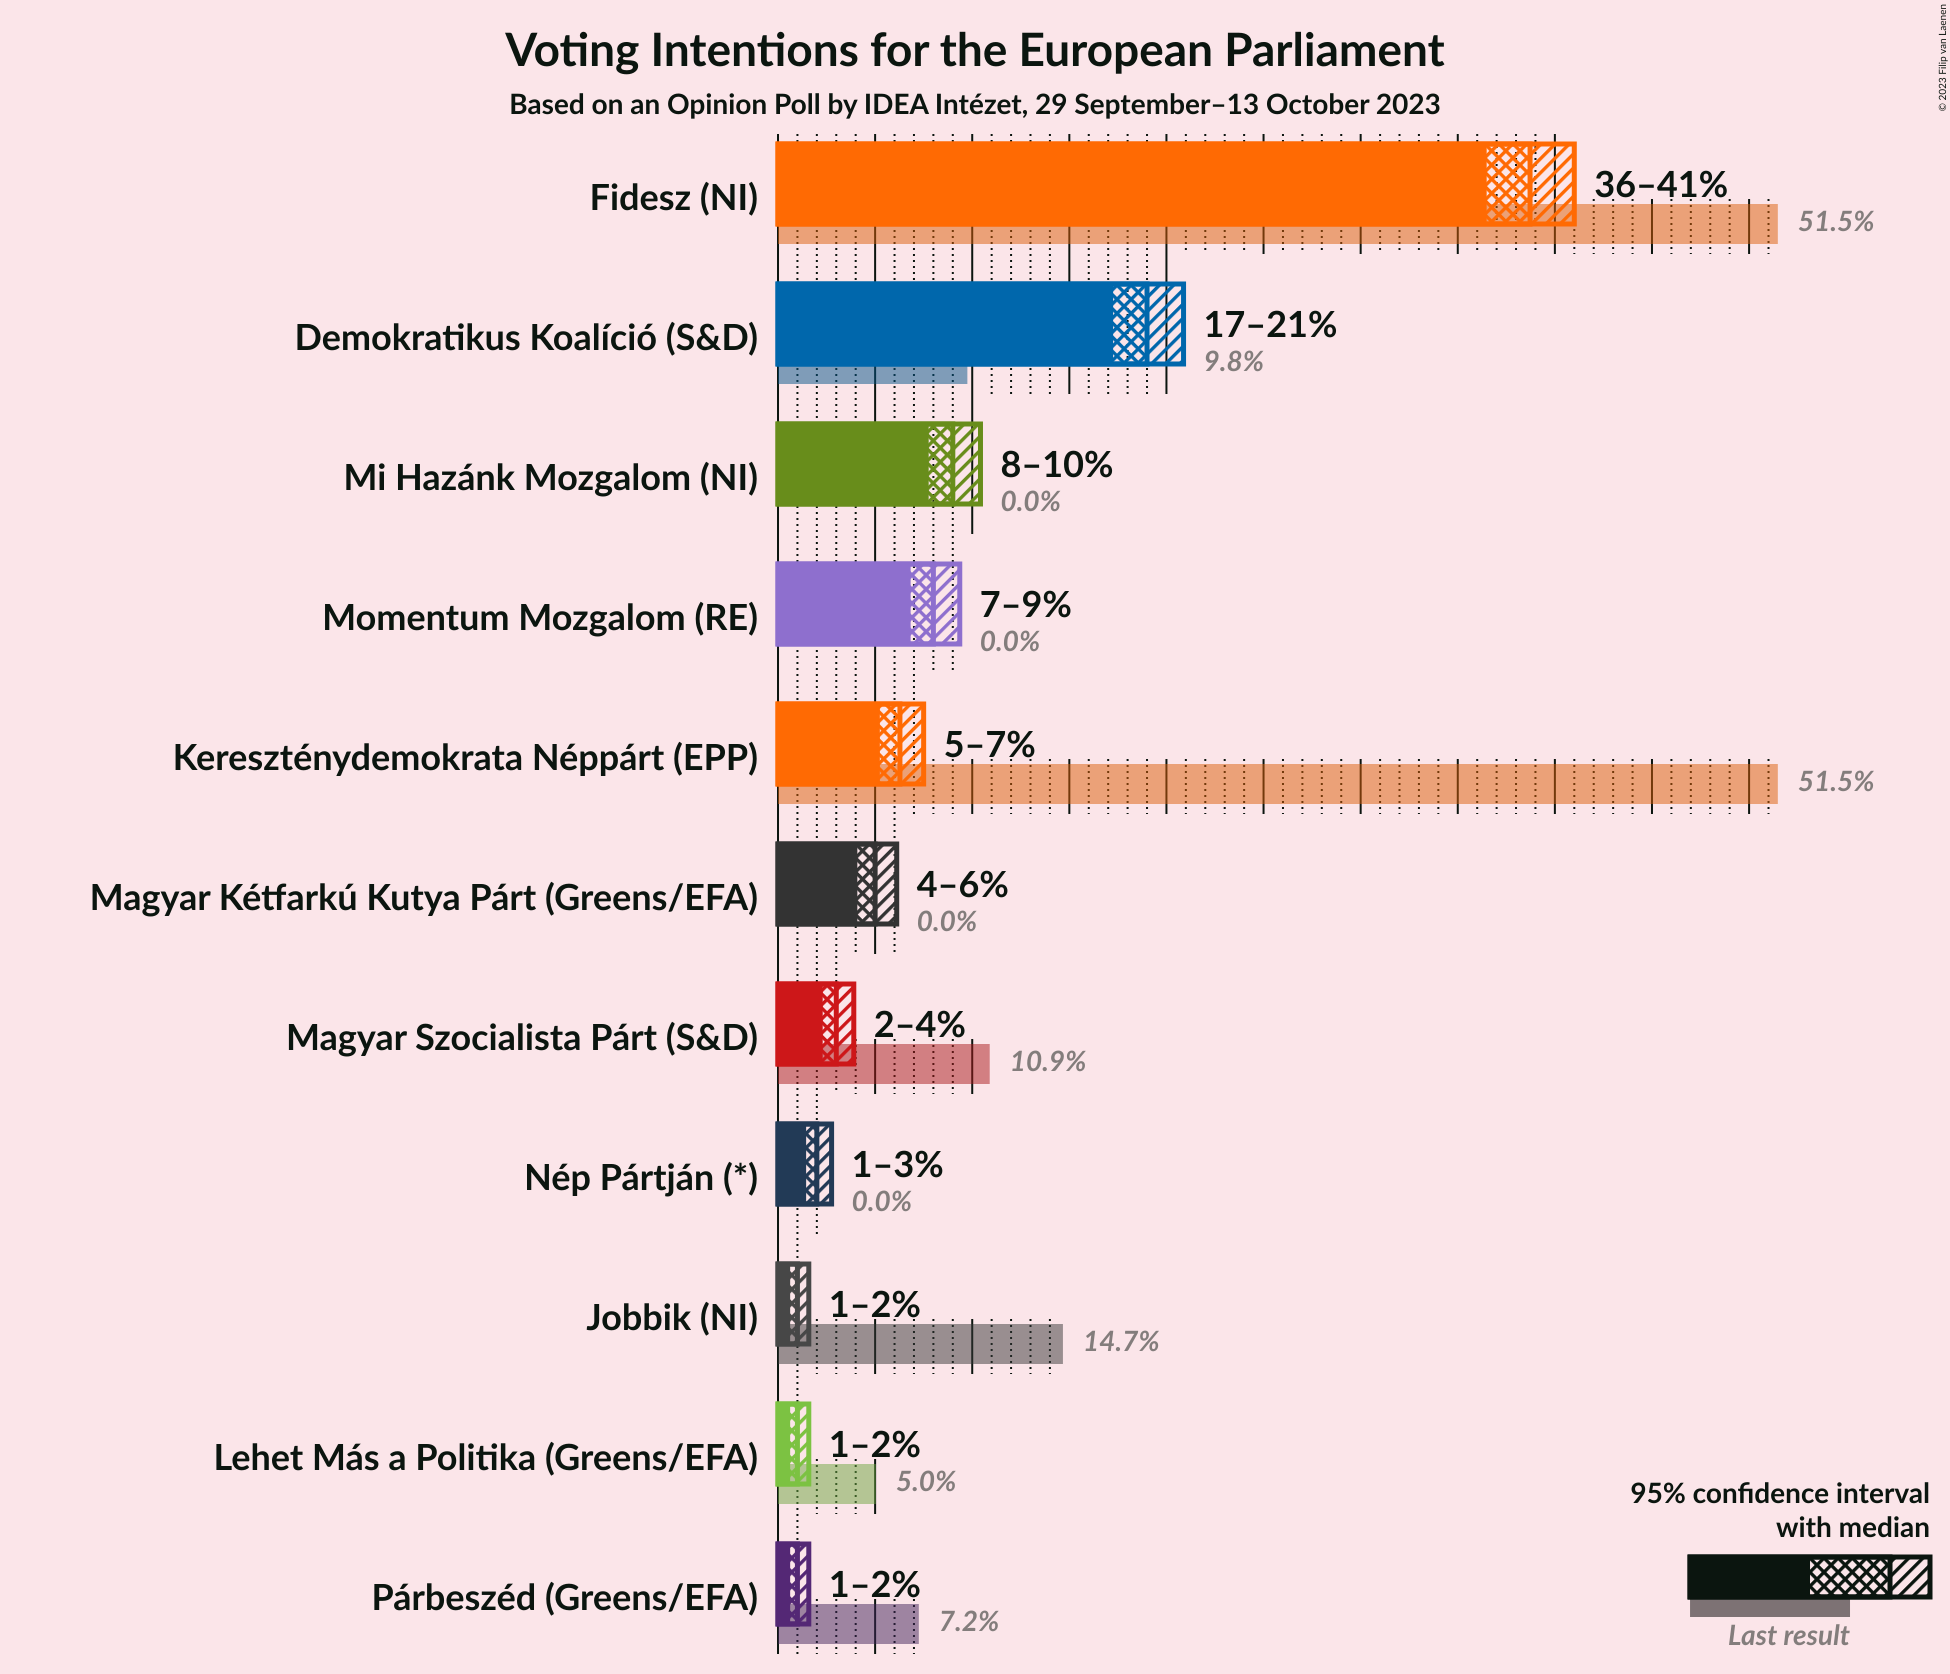 Voting Intentions for the European Parliament
Based on an Opinion Poll by IDEA Intézet, 29 September–13 October 2023
© 2023 Filip van Laenen
Fidesz (NI)
36–41%
51.5%
Demokratikus Koalíció (S&D)
17–21%
9.8%
Mi Hazánk Mozgalom (NI)
8–10%
0.0%
Momentum Mozgalom (RE)
7–9%
0.0%
Kereszténydemokrata Néppárt (EPP)
5–7%
51.5%
Magyar Kétfarkú Kutya Párt (Greens/EFA)
4–6%
0.0%
Magyar Szocialista Párt (S&D)
2–4%
10.9%
Nép Pártján (*)
1–3%
0.0%
Jobbik (NI)
1–2%
14.7%
Lehet Más a Politika (Greens/EFA)
1–2%
5.0%
Párbeszéd (Greens/EFA)
1–2%
7.2%
95% confidence interval
with median
Last result